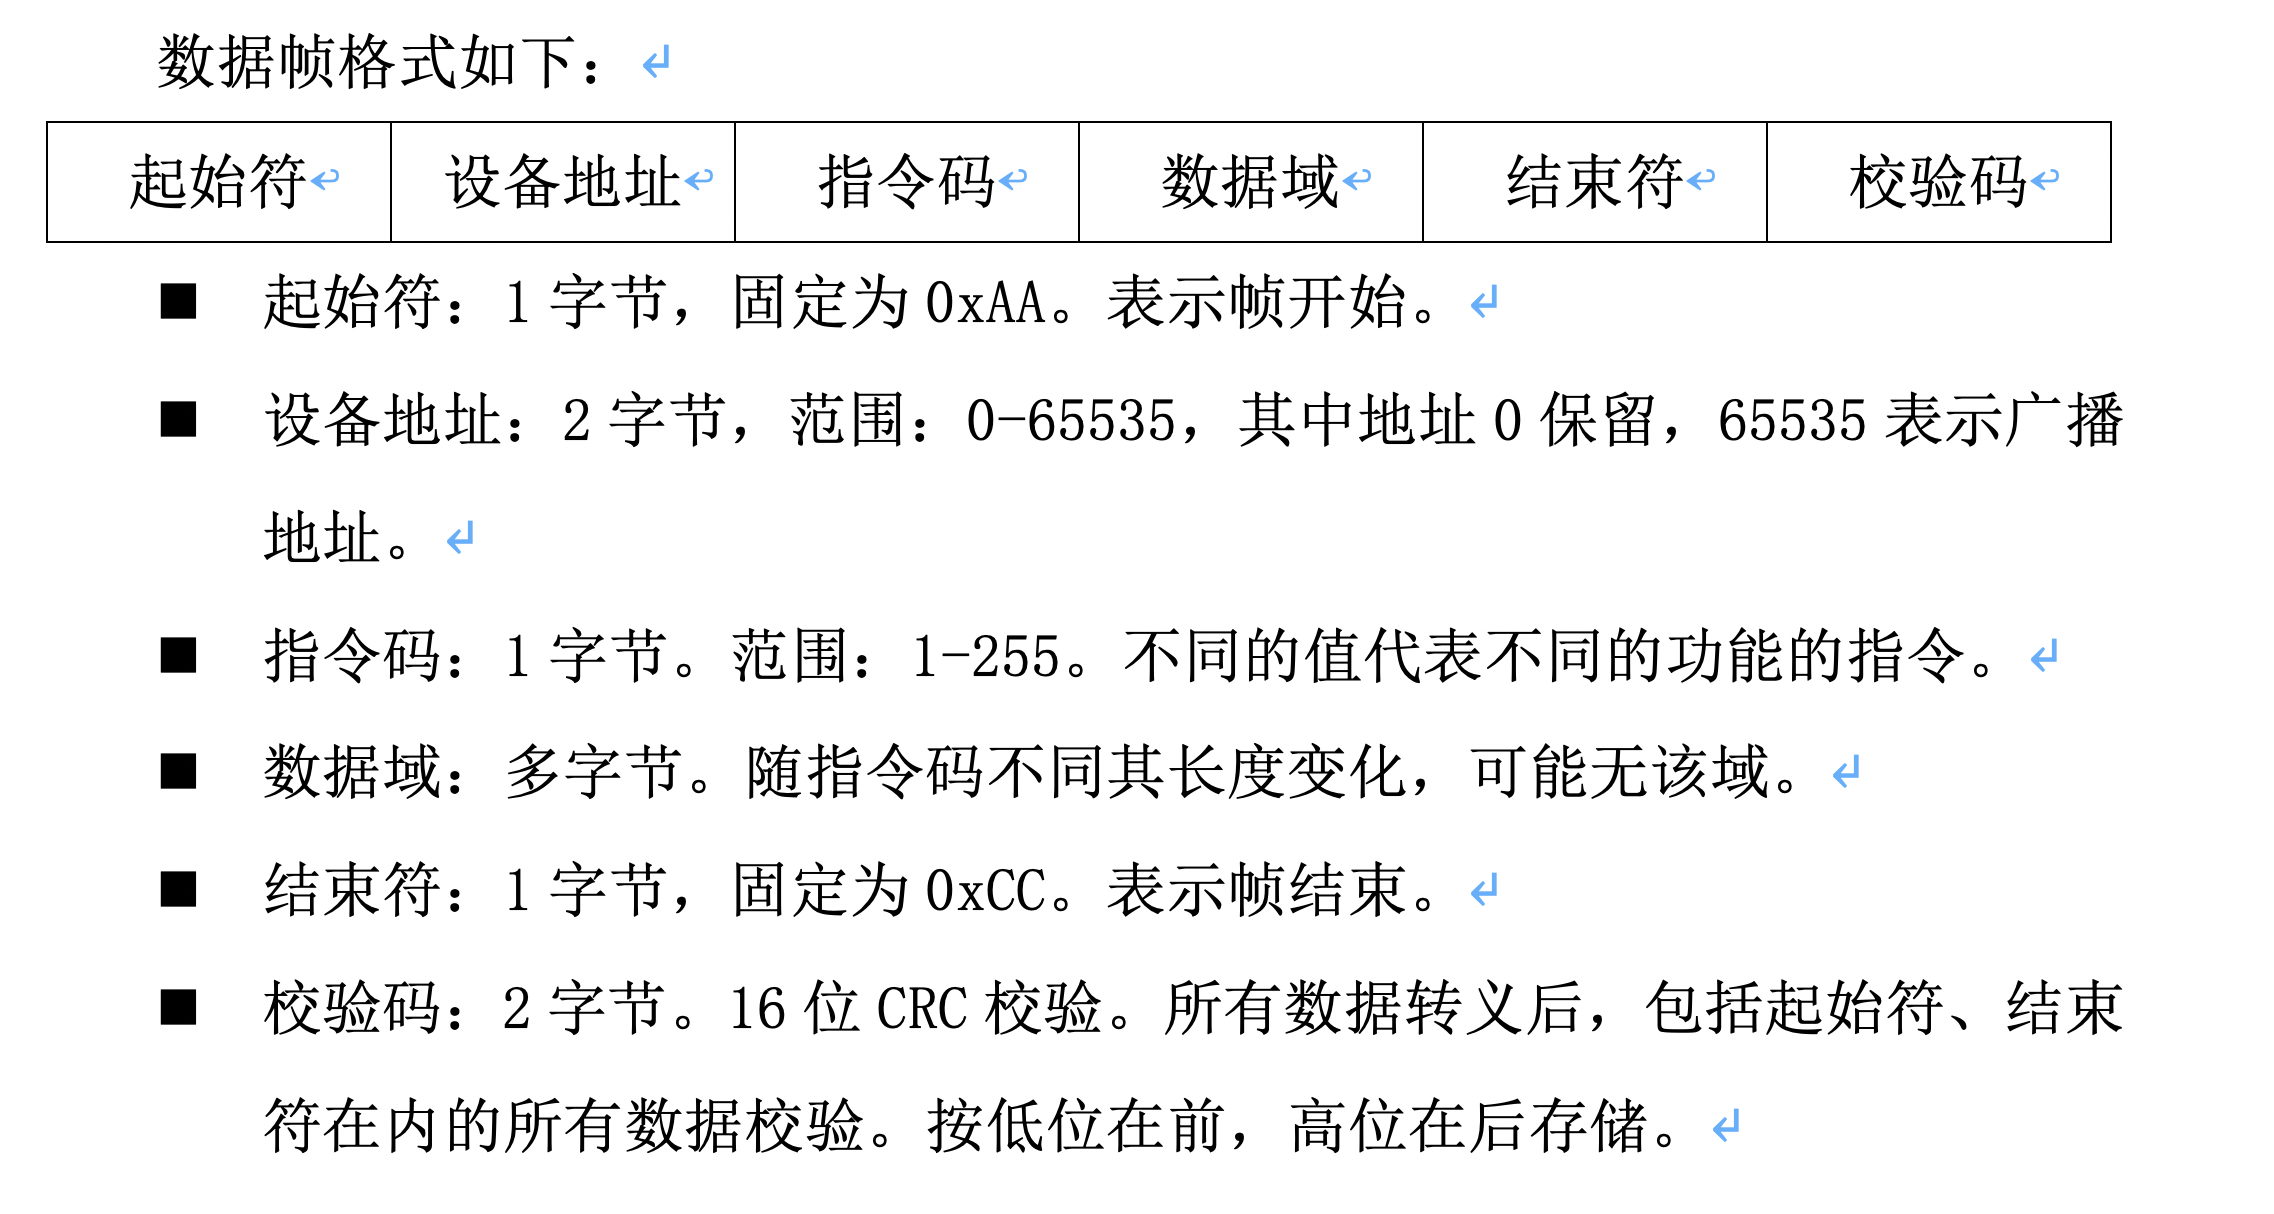 数据帧格式如下：
起始符 设备地址 指令码 数据域 结束符 校验码
■ 起始符：1 字节，固定为 0xAA。表示帧开始。
■ 设备地址：2 字节，范围：0-65535，其中地址 0 保留，65535 表示广播
地址。
■ 指令码：1 字节。范围：1-255。不同的值代表不同的功能的指令。
■ 数据域：多字节。随指令码不同其长度变化，可能无该域。
■ 结束符：1 字节，固定为 0xCC。表示帧结束。
■ 校验码：2 字节。16 位 CRC 校验。所有数据转义后，包括起始符、结束
符在内的所有数据校验。按低位在前，高位在后存储。